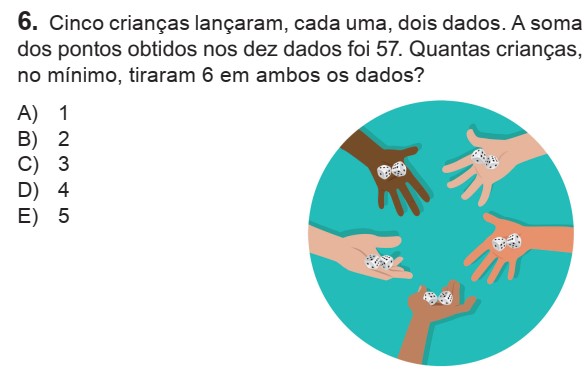 6. Cinco crianças lançaram, cada uma, dois dados. A soma
dos pontos obtidos nos dez dados foi 57. Quantas crianças,
no mínimo, tiraram 6 em ambos os dados?
A) 1
B) 2
C) 3
D) 4
E) 5